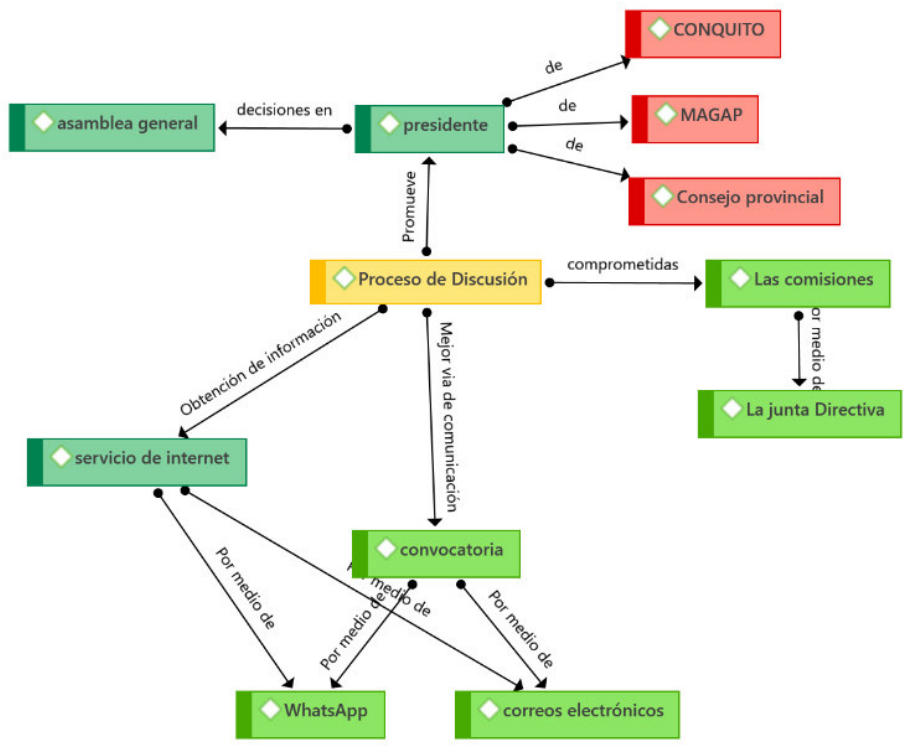 CONQUITO
de
decisiones en
de
MAGAP
asamblea general
presidente
de
Consejo provincial
Promueve
comprometidas
Proceso de Discusión
Las comisiones
or medio de
Obtención de información
Mejor via de comunicación
La junta Directiva
servicio de internet
convocatoria
Por medio de
medio de
Por medio de
Por medio de
WhatsApp
correos electrónicos